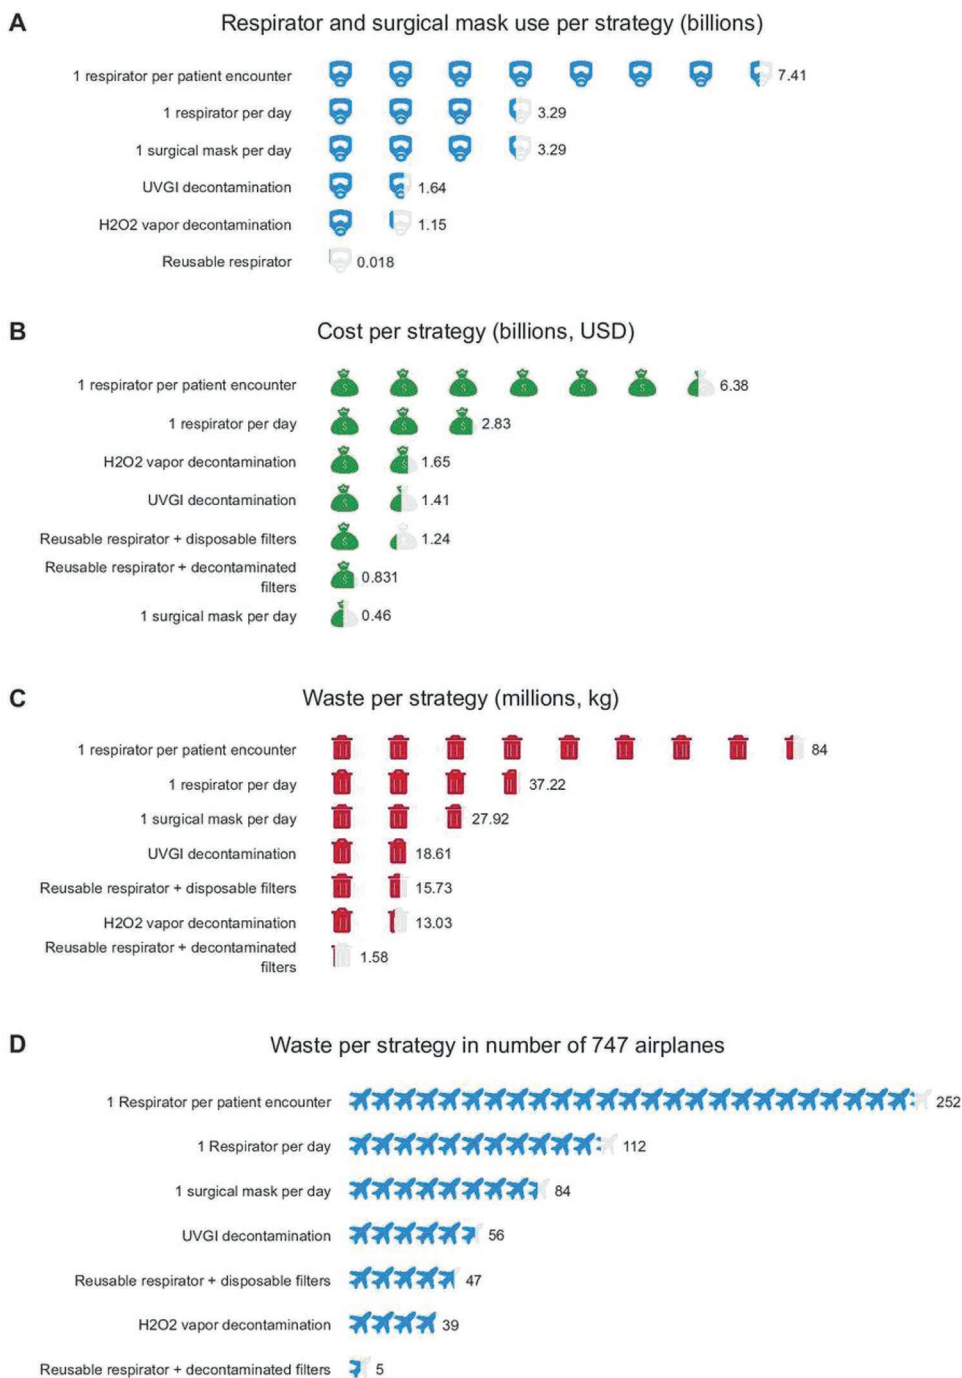 A Respirator and surgical mask use per strategy (billions)
1 respirator per patient encounter 7.41
1 respirator per day 3.29
1 surgical mask per day 3.29
UVGI decontamination 1.64
H2O2 vapor decontamination 1.15
Reusable respirator 0.018
B Cost per strategy (billions, USD)
1 respirator per patient encounter 6.38
1 respirator per day 2.83
H2O2 vapor decontamination 1.65
UVGI decontamination 1.41
Reusable respirator + disposable filters 1.24
Reusable respirator + decontaminated
filters 0.831
1 surgical mask per day 0.46
C Waste per strategy (millions, kg)
1 respirator per patient encounter 84
1 respirator per day 37.22
1 surgical mask per day 27.92
UVGI decontamination 18.61
Reusable respirator + disposable filters 15.73
H2O2 vapor decontamination 13.03
Reusable respirator + decontaminated
filters 1.58
D Waste per strategy in number of 747 airplanes
1 Respirator per patient encounter 252
1 Respirator per day 112
1 surgical mask per day 84
UVGI decontamination 56
Reusable respirator + disposable filters 47
H2O2 vapor decontamination 39
Reusable respirator + decontaminated filters 5